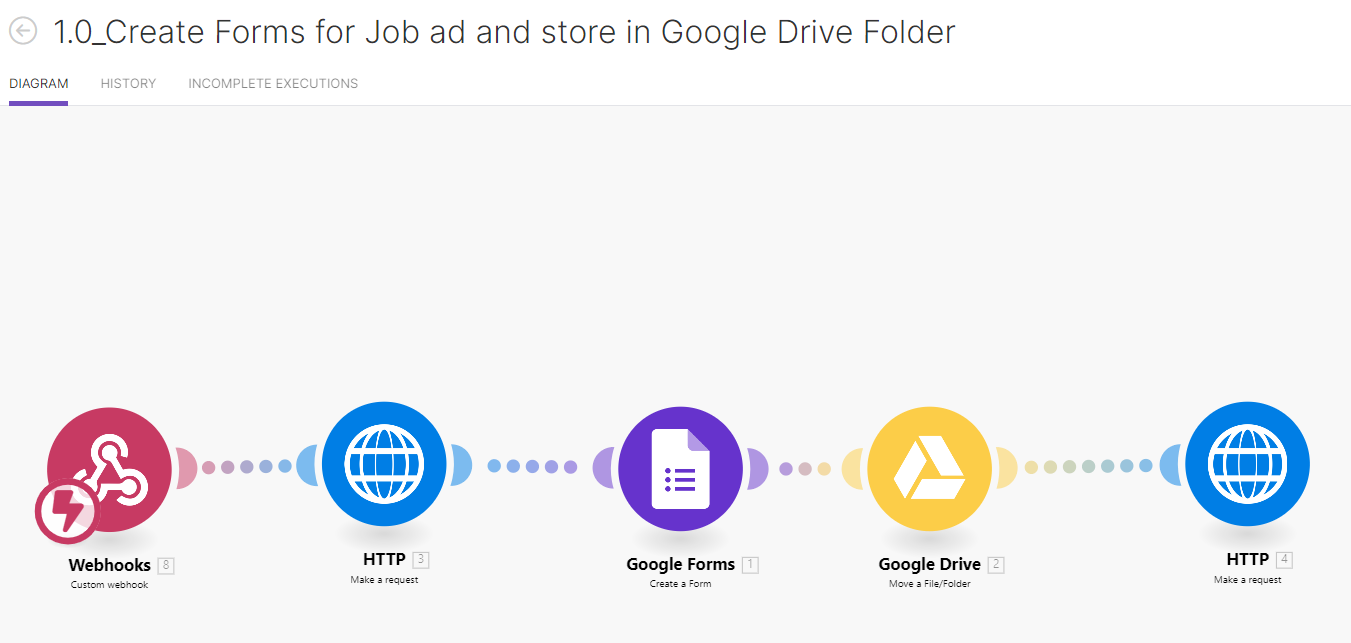 1.0_Create Forms for Job ad and store in Google Drive Folder
DIAGRAM HISTORY INCOMPLETE EXECUTIONS
Webhooks 8
Custom webhook
HTTP 3
Make a request
Google Forms 1
Create a Form
Google Drive 2
Move a File/Folder
HTTP 4
Make a request